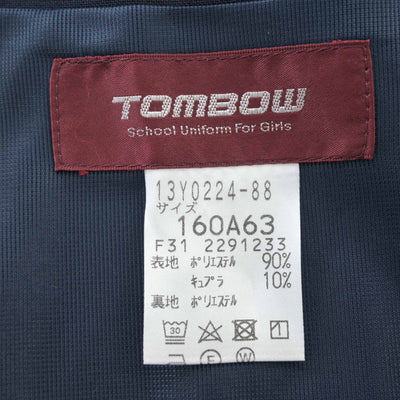 TOMBOW
School Uniform For Girls
13Y0224-88
サイズ
160A63
F31 2291233
表地 ポリエステル 90%
キュプラ 10%
裏地 ポリエステル
30
E W